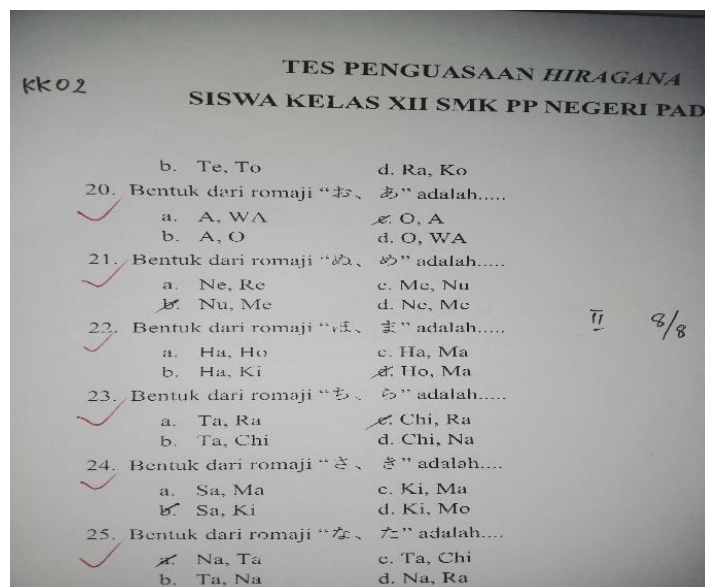 TES PENGUASAAN HIRAGANA
KK02
SISWA KELAS XII SMK PP NEGERI PAD
b. Te, To d. Ra, Ko
20. Bentuk dari romaji “お、 あ” adalah.....
a. A, WA c. O, A
b. A, O d. O, WA
21. Bentuk dari romaji “ぬ、 め” adalah.....
a. Ne, Re c. Me, Nu
b. Nu, Me d. Ne, Me
II 8/8
22. Bentuk dari romaji “ほ、 ま” adalah.....
a. Ha, Ho c. Ha, Ma
b. Ha, Ki d. Ho, Ma
23. Bentuk dari romaji “ち、 ら” adalah.....
a. Ta, Ra c. Chi, Ra
b. Ta, Chi d. Chi, Na
24. Bentuk dari romaji “さ、 き” adalah....
a. Sa, Ma c. Ki, Ma
b. Sa, Ki d. Ki, Mo
25. Bentuk dari romaji “な、 た” adalah....
a. Na, Ta c. Ta, Chi
b. Ta, Na d. Na, Ra